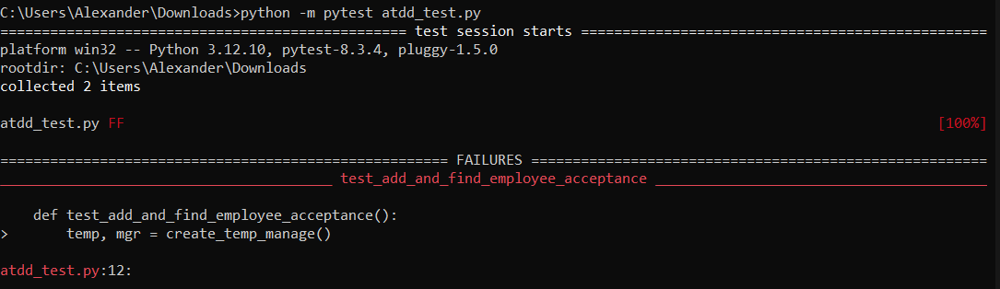 C:\Users\Alexander\Downloads>python -m pytest atdd_test.py
================================================= test session starts ==================================================
platform win32 -- Python 3.12.10, pytest-8.3.4, pluggy-1.5.0
rootdir: C:\Users\Alexander\Downloads
collected 2 items
atdd_test.py FF [100%]
====================================================== FAILURES =======================================================
________________________________________ test_add_and_find_employee_acceptance ________________________________________
def test_add_and_find_employee_acceptance():
> temp, mgr = create_temp_manage()
atdd_test.py:12: